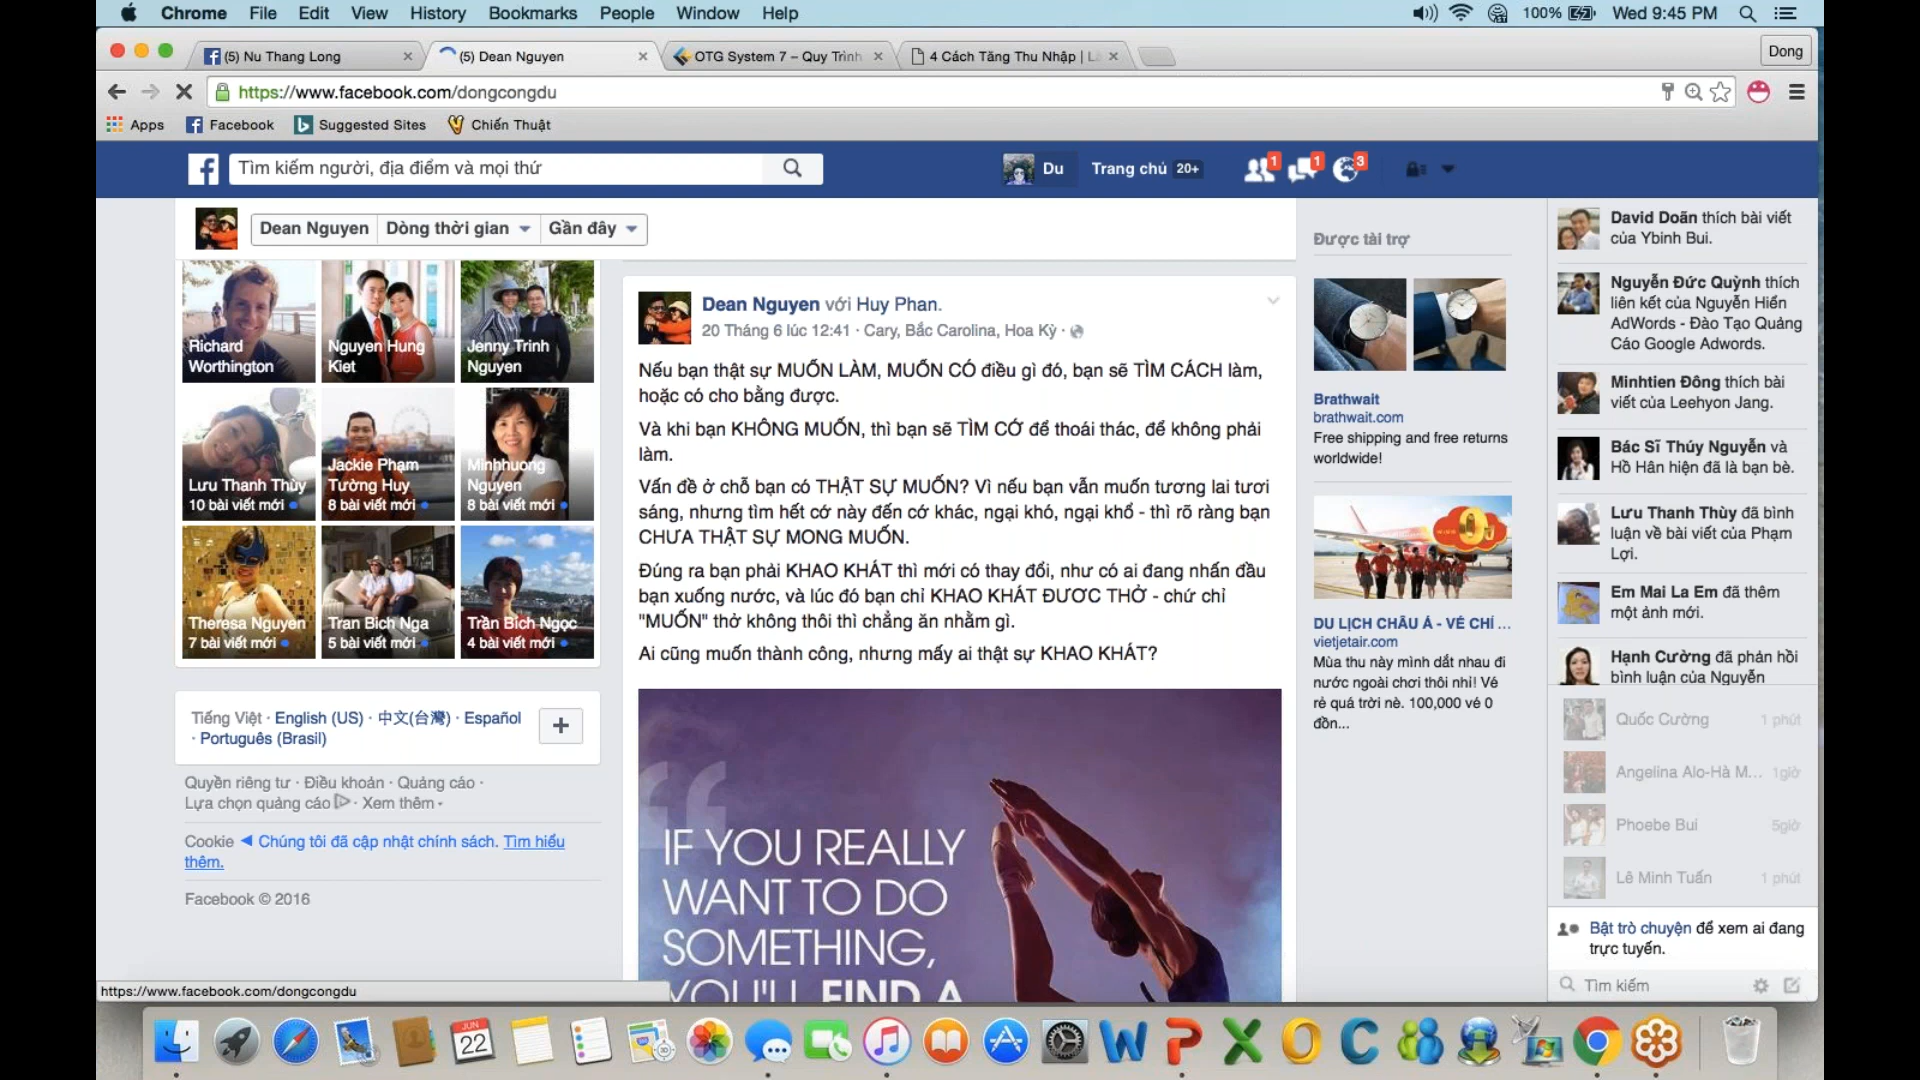 Chrome File Edit View History Bookmarks People Window Help
100% Wed 9:45 PM
(5) Nu Thang Long
(5) Dean Nguyen
OTG System 7 – Quy Trình
4 Cách Tăng Thu Nhập |
Dong
https://www.facebook.com/dongcongdu
Apps Facebook Suggested Sites Chiến Thuật
Tìm kiếm người, địa điểm và mọi thứ
Du Trang chủ 20+ 1 1 3
Dean Nguyen Dòng thời gian Gần đây
Richard
Worthington
Nguyen Hung
Kiet
Jenny Trinh
Nguyen
Lưu Thanh Thùy
10 bài viết mới
Jackie Phạm
Tường Huy
8 bài viết mới
Minhhuong
Nguyen
8 bài viết mới
Theresa Nguyen
7 bài viết mới
Tran Bich Nga
5 bài viết mới
Trần Bích Ngọc
4 bài viết mới
Tiếng Việt · English (US) · 中文(台灣) · Español
· Português (Brasil)
Quyền riêng tư · Điều khoản · Quảng cáo ·
Lựa chọn quảng cáo · Xem thêm
Cookie Chúng tôi đã cập nhật chính sách. Tìm hiểu
thêm.
Facebook © 2016
https://www.facebook.com/dongcongdu
Dean Nguyen với Huy Phan.
20 Tháng 6 lúc 12:41 · Cary, Bắc Carolina, Hoa Kỳ ·
Nếu bạn thật sự MUỐN LÀM, MUỐN CÓ điều gì đó, bạn sẽ TÌM CÁCH làm,
hoặc có cho bằng được.
Và khi bạn KHÔNG MUỐN, thì bạn sẽ TÌM CỚ để thoái thác, để không phải
làm.
Vấn đề ở chỗ bạn có THẬT SỰ MUỐN? Vì nếu bạn vẫn muốn tương lai tươi
sáng, nhưng tìm hết cớ này đến cớ khác, ngại khó, ngại khổ - thì rõ ràng bạn
CHƯA THẬT SỰ MONG MUỐN.
Đúng ra bạn phải KHAO KHÁT thì mới có thay đổi, như có ai đang nhấn đầu
bạn xuống nước, và lúc đó bạn chỉ KHAO KHÁT ĐƯƠC THỞ - chứ chỉ
"MUỐN" thở không thôi thì chẳng ăn nhằm gì.
Ai cũng muốn thành công, nhưng mấy ai thật sự KHAO KHÁT?
IF YOU REALLY
WANT TO DO
SOMETHING,
YOU'LL FIND A
Được tài trợ
Brathwait
brathwait.com
Free shipping and free returns
worldwide!
DU LỊCH CHÂU Á - VÉ CHỈ ...
vietjetair.com
Mùa thu này mình dắt nhau đi
nước ngoài chơi thôi nhỉ! Vé
rẻ quá trời nè. 100,000 vé 0
đồn...
David Doãn thích bài viết
của Ybinh Bui.
Nguyễn Đức Quỳnh thích
liên kết của Nguyễn Hiển
AdWords - Đào Tạo Quảng
Cáo Google Adwords.
Minhtien Đông thích bài
viết của Leehyon Jang.
Bác Sĩ Thúy Nguyễn và
Hồ Hân hiện đã là bạn bè.
Lưu Thanh Thùy đã bình
luận về bài viết của Phạm
Lợi.
Em Mai La Em đã thêm
một ảnh mới.
Hạnh Cường đã phản hồi
bình luận của Nguyễn
Quốc Cường 1 phút
Angelina Alo-Hà M... 1giờ
Phoebe Bui 5giờ
Lê Minh Tuấn 1 phút
Bật trò chuyện để xem ai đang
trực tuyến.
Tìm kiếm
JUN
22